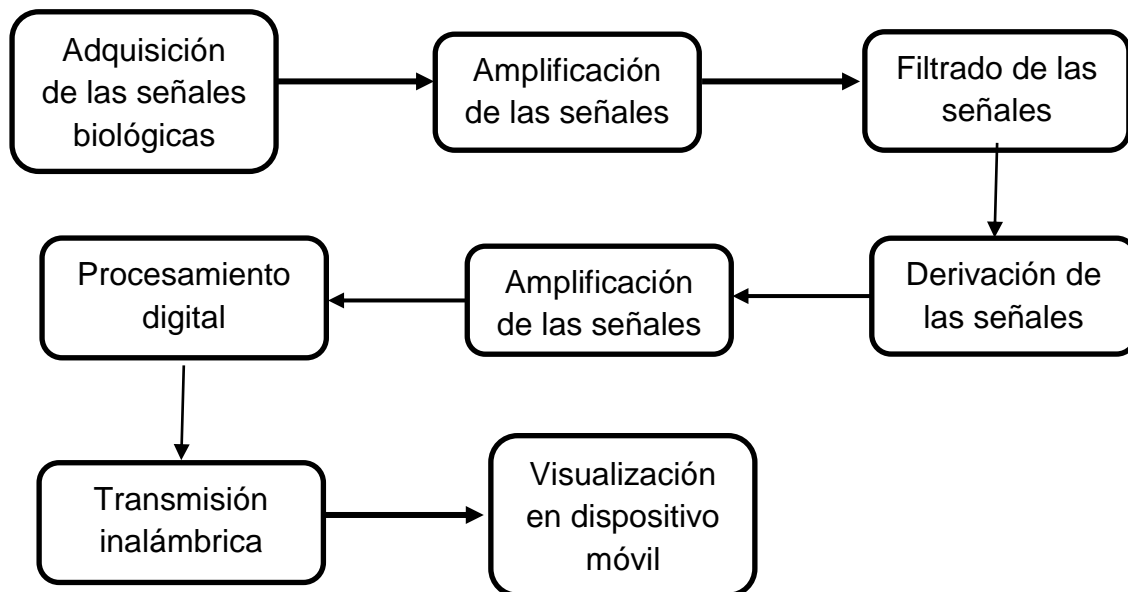 Adquisición
de las señales
biológicas
Amplificación
de las señales
Filtrado de las
señales
Derivación de
las señales
Amplificación
de las señales
Procesamiento
digital
Transmisión
inalámbrica
Visualización
en dispositivo
móvil